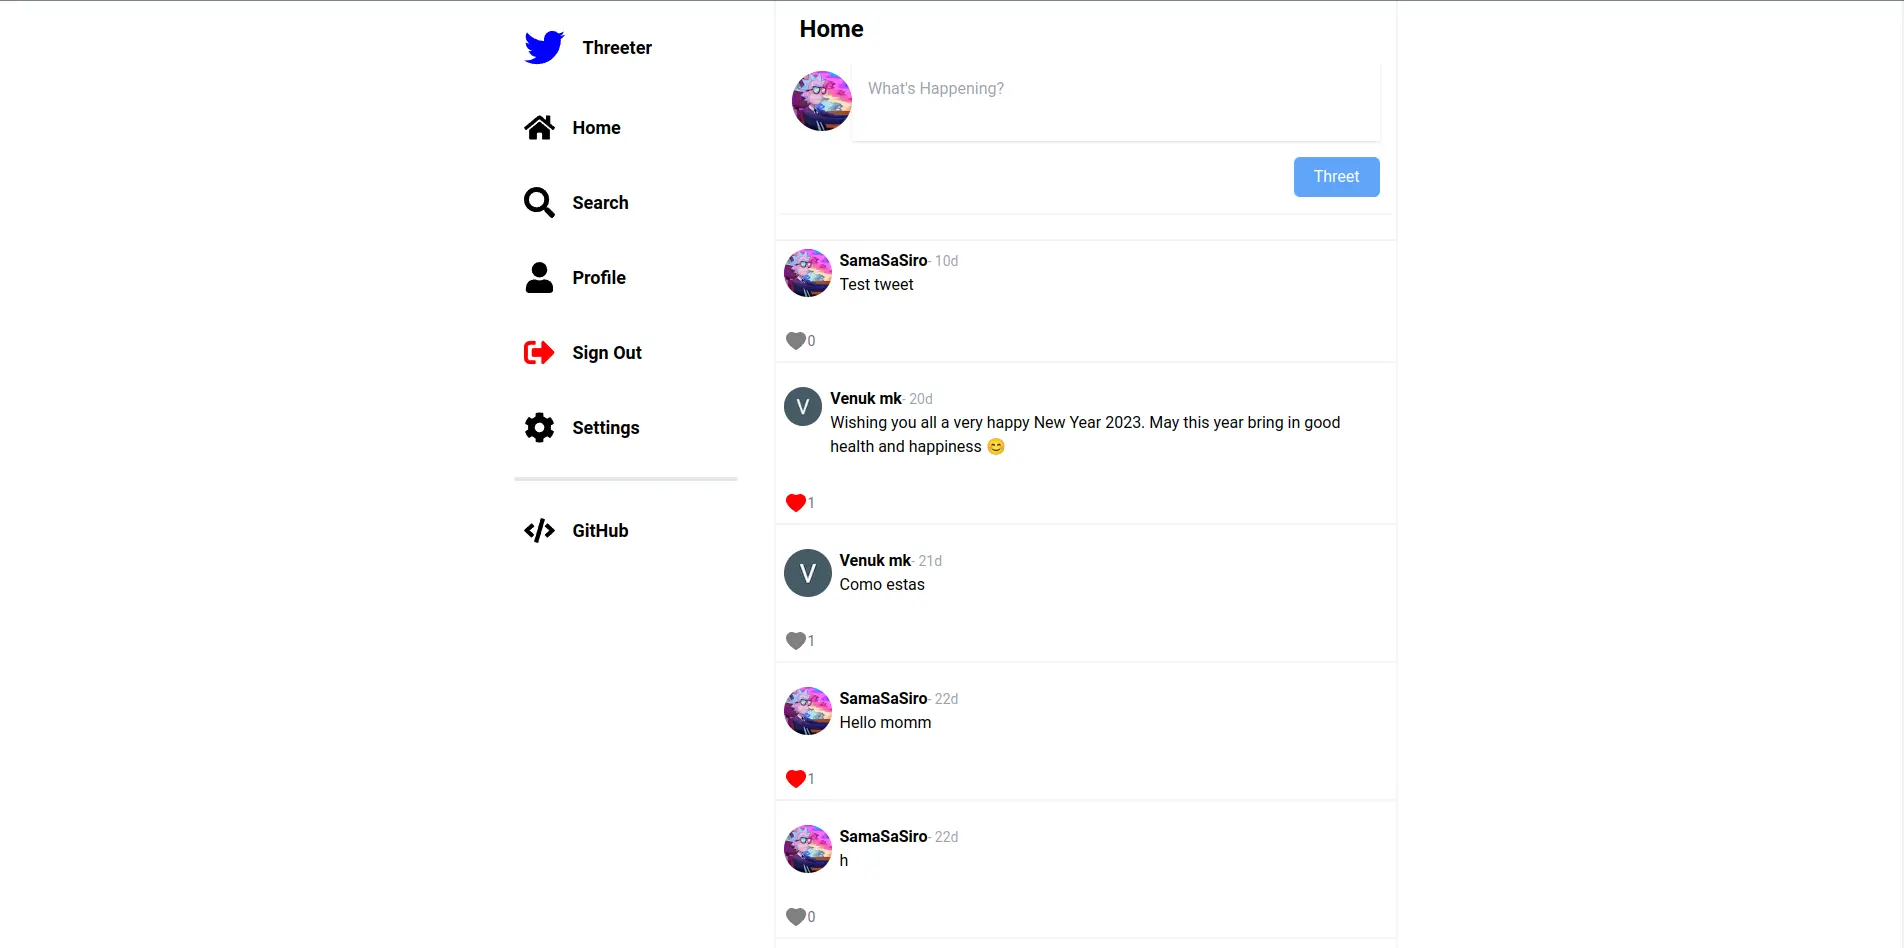 Threeter
Home
Search
Profile
Sign Out
Settings
GitHub
Home
What's Happening?
Threet
SamaSaSiro- 10d
Test tweet
0
V
Venuk mk- 20d
Wishing you all a very happy New Year 2023. May this year bring in good
health and happiness 😊
1
V
Venuk mk- 21d
Como estas
1
SamaSaSiro- 22d
Hello momm
1
SamaSaSiro- 22d
h
0